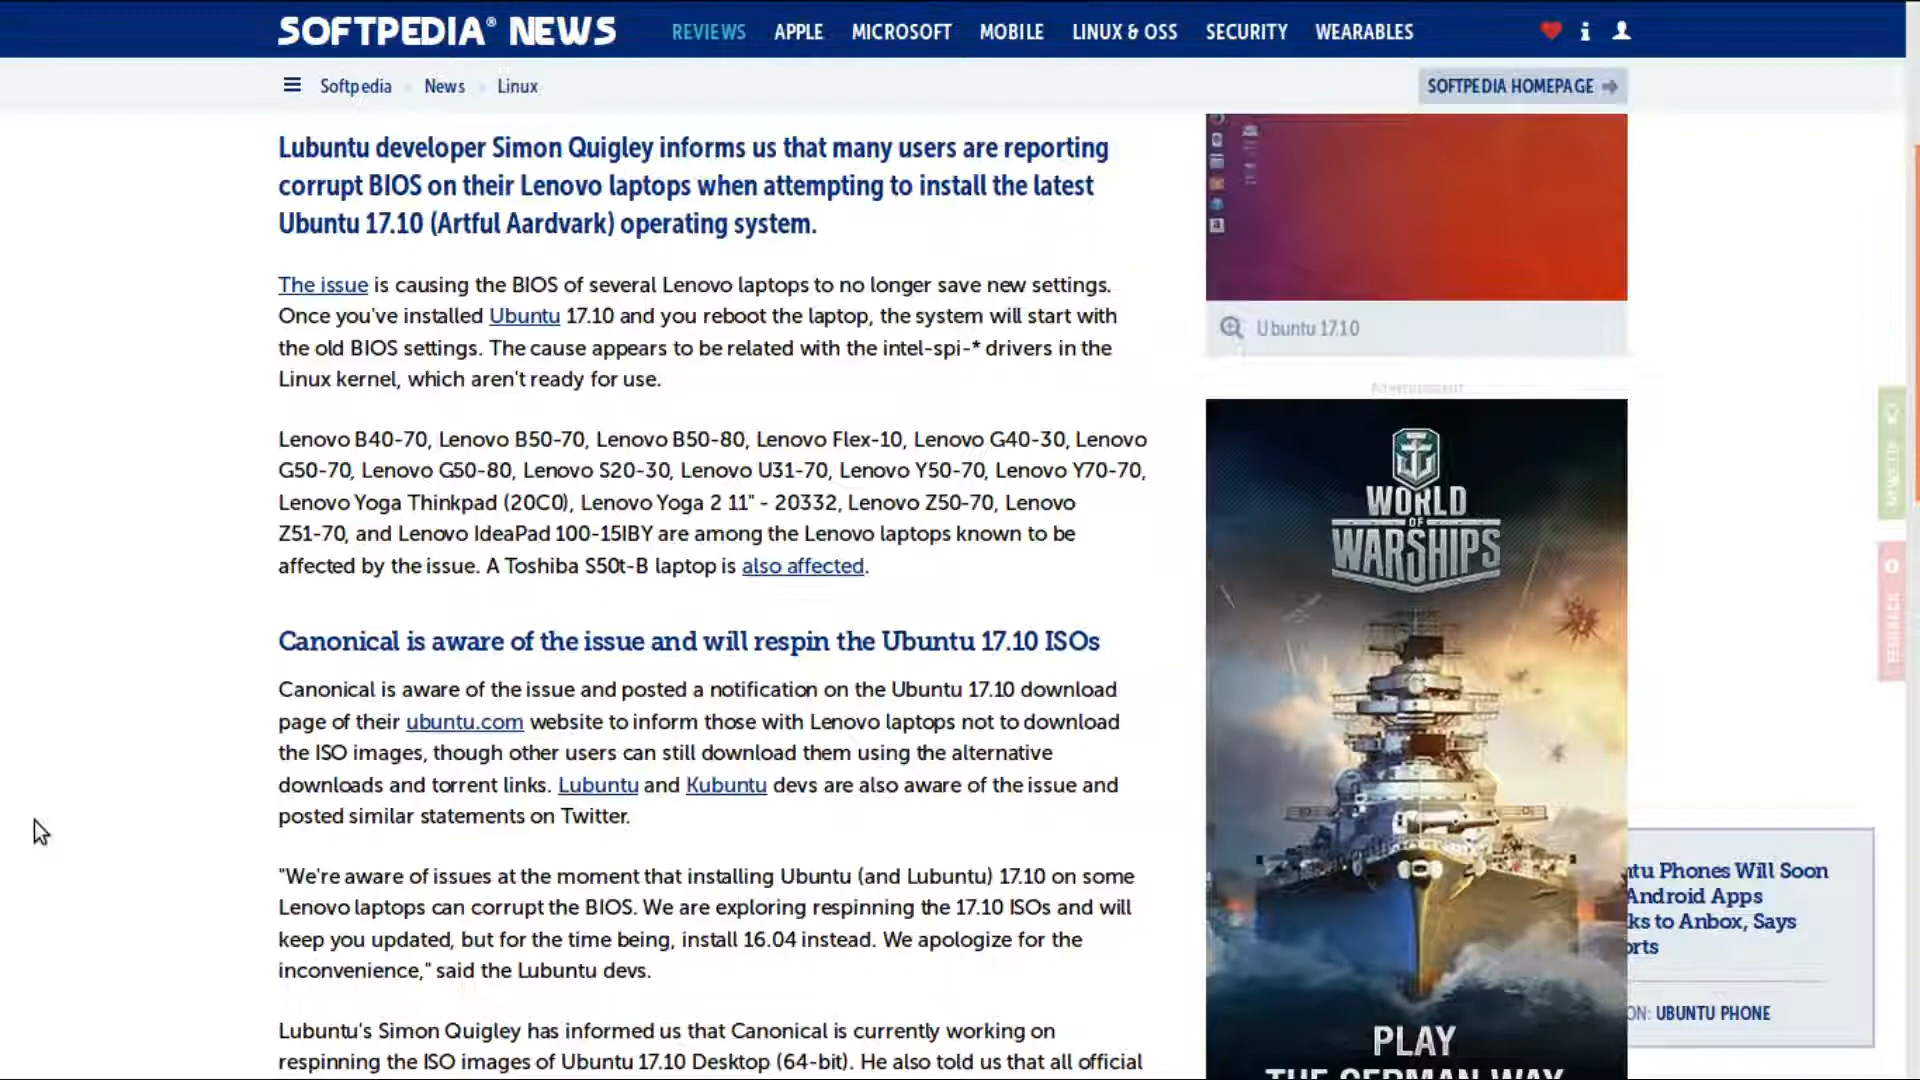 SOFTPEDIA® NEWS
REVIEWS APPLE MICROSOFT MOBILE LINUX & OSS SECURITY WEARABLES
Softpedia News Linux
SOFTPEDIA HOMEPAGE
Lubuntu developer Simon Quigley informs us that many users are reporting
corrupt BIOS on their Lenovo laptops when attempting to install the latest
Ubuntu 17.10 (Artful Aardvark) operating system.
The issue is causing the BIOS of several Lenovo laptops to no longer save new settings.
Once you've installed Ubuntu 17.10 and you reboot the laptop, the system will start with
the old BIOS settings. The cause appears to be related with the intel-spi-* drivers in the
Linux kernel, which aren't ready for use.
Lenovo B40-70, Lenovo B50-70, Lenovo B50-80, Lenovo Flex-10, Lenovo G40-30, Lenovo
G50-70, Lenovo G50-80, Lenovo S20-30, Lenovo U31-70, Lenovo Y50-70, Lenovo Y70-70,
Lenovo Yoga Thinkpad (20C0), Lenovo Yoga 2 11" - 20332, Lenovo Z50-70, Lenovo
Z51-70, and Lenovo IdeaPad 100-15IBY are among the Lenovo laptops known to be
affected by the issue. A Toshiba S50t-B laptop is also affected.
Canonical is aware of the issue and will respin the Ubuntu 17.10 ISOs
Canonical is aware of the issue and posted a notification on the Ubuntu 17.10 download
page of their ubuntu.com website to inform those with Lenovo laptops not to download
the ISO images, though other users can still download them using the alternative
downloads and torrent links. Lubuntu and Kubuntu devs are also aware of the issue and
posted similar statements on Twitter.
"We're aware of issues at the moment that installing Ubuntu (and Lubuntu) 17.10 on some
Lenovo laptops can corrupt the BIOS. We are exploring respinning the 17.10 ISOs and will
keep you updated, but for the time being, install 16.04 instead. We apologize for the
inconvenience," said the Lubuntu devs.
Lubuntu's Simon Quigley has informed us that Canonical is currently working on
respinning the ISO images of Ubuntu 17.10 Desktop (64-bit). He also told us that all official
Ubuntu 17.10
Advertisement
WORLD
OF
WARSHIPS
PLAY
THE GERMAN WAY
ntu Phones Will Soon
Android Apps
ks to Anbox, Says
orts
ON: UBUNTU PHONE